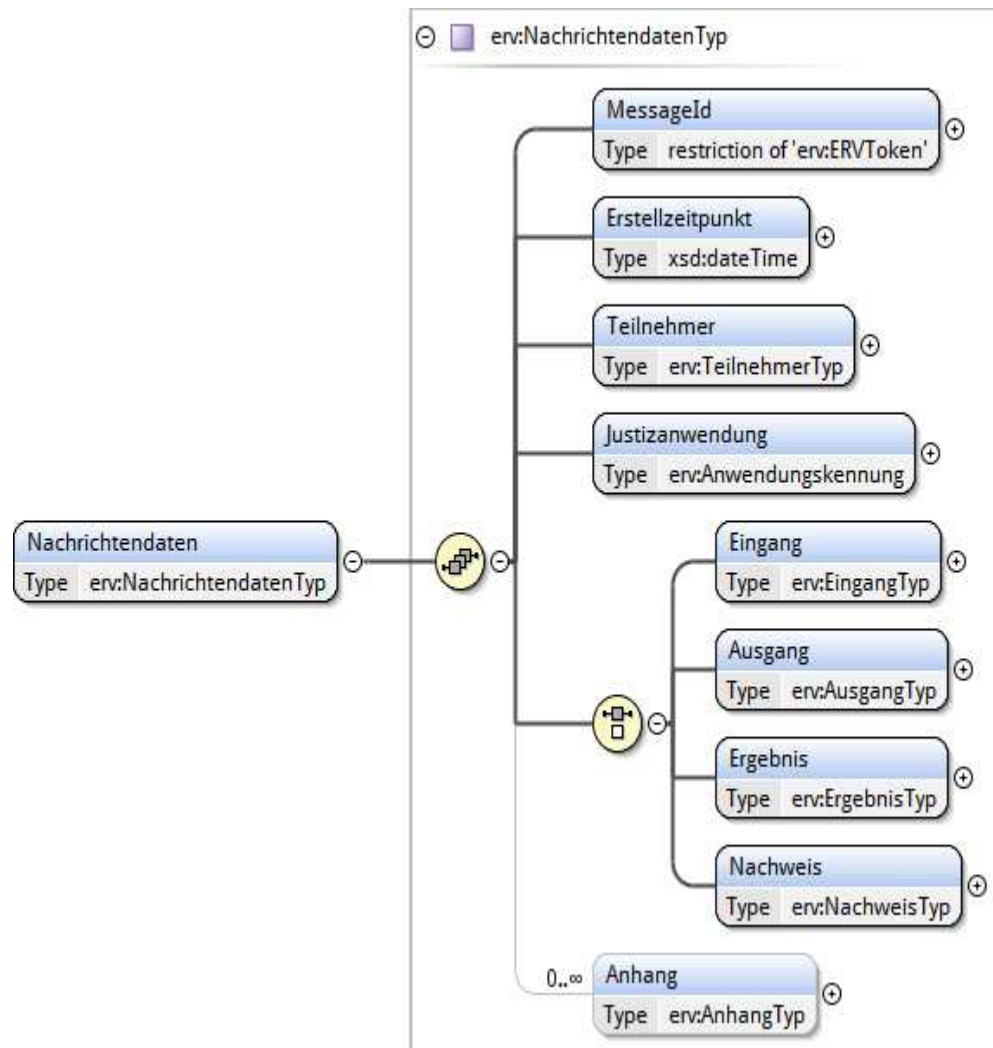 erv:NachrichtendatenTyp
MessageId
Type restriction of 'erv:ERVToken'
Erstellzeitpunkt
Type xsd:dateTime
Teilnehmer
Type erv:TeilnehmerTyp
Justizanwendung
Type erv:Anwendungskennung
Nachrichtendaten
Type erv:NachrichtendatenTyp
Eingang
Type erv:EingangTyp
Ausgang
Type erv:AusgangTyp
Ergebnis
Type erv:ErgebnisTyp
Nachweis
Type erv:NachweisTyp
0..∞
Anhang
Type erv:AnhangTyp